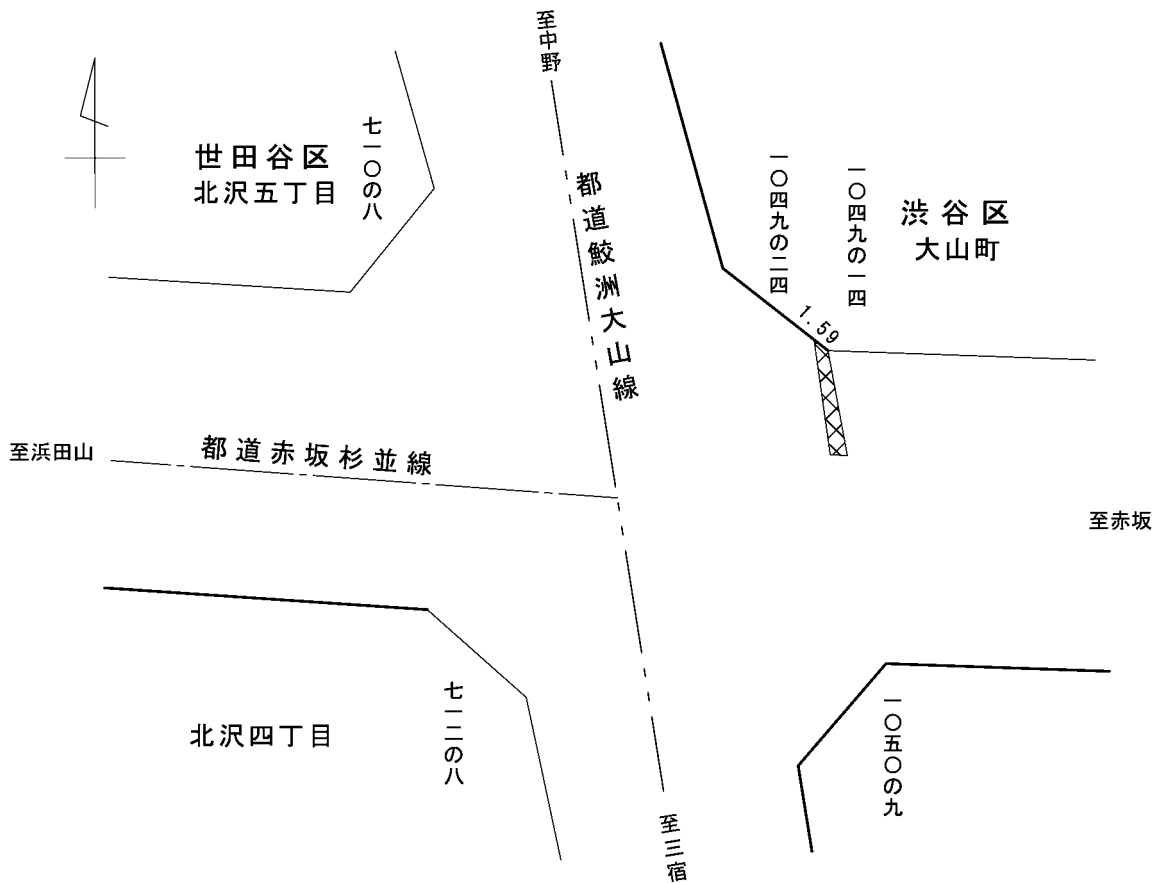 至中野
世田谷区
北沢五丁目
七一〇の八
都道鮫洲大山線
一〇四九の二四
一〇四九の一四
渋谷区
大山町
1.59
至浜田山
都道赤坂杉並線
至赤坂
北沢四丁目
七一二の八
一〇五〇の九
至三宿